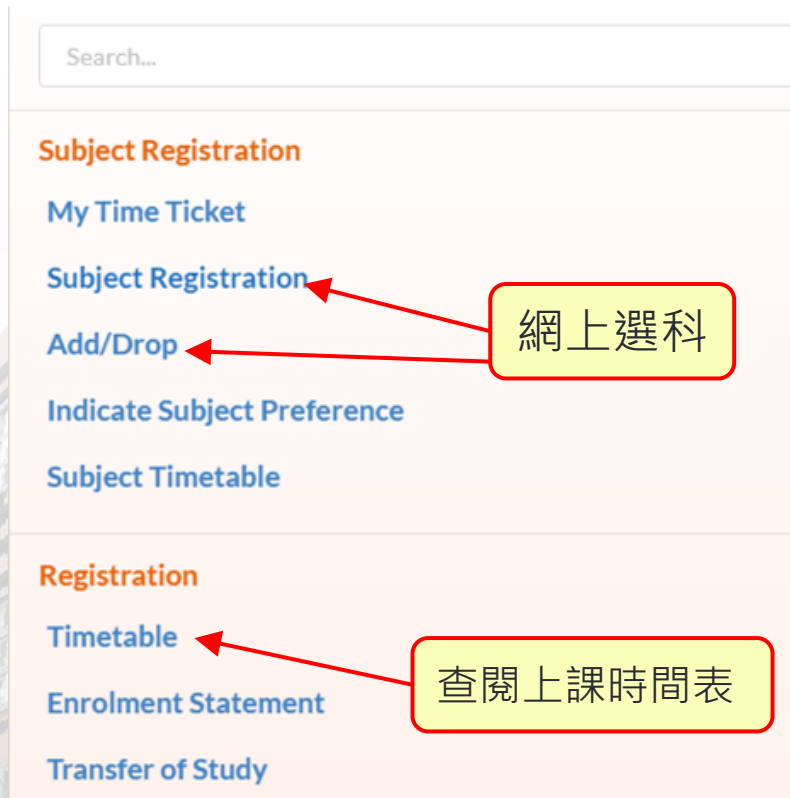 Search...
Subject Registration
My Time Ticket
Subject Registration
網上選科
Add/Drop
Indicate Subject Preference
Subject Timetable
Registration
Timetable
查閱上課時間表
Enrolment Statement
Transfer of Study